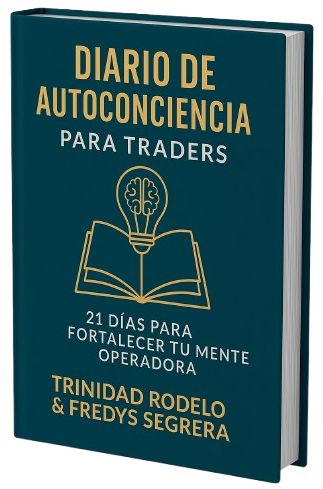 DIARIO DE
AUTOCONCIENCIA
PARA TRADERS
21 DÍAS PARA
FORTALECER TU MENTE
OPERADORA
TRINIDAD RODELO
& FREDYS SEGRERA